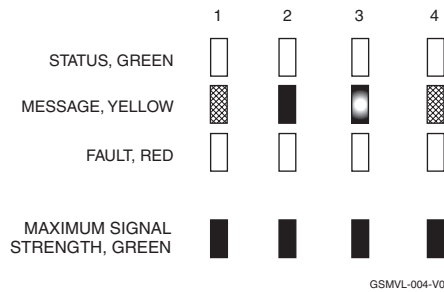 1 2 3 4
STATUS, GREEN
MESSAGE, YELLOW
FAULT, RED
MAXIMUM SIGNAL
STRENGTH, GREEN
GSMVL-004-V0